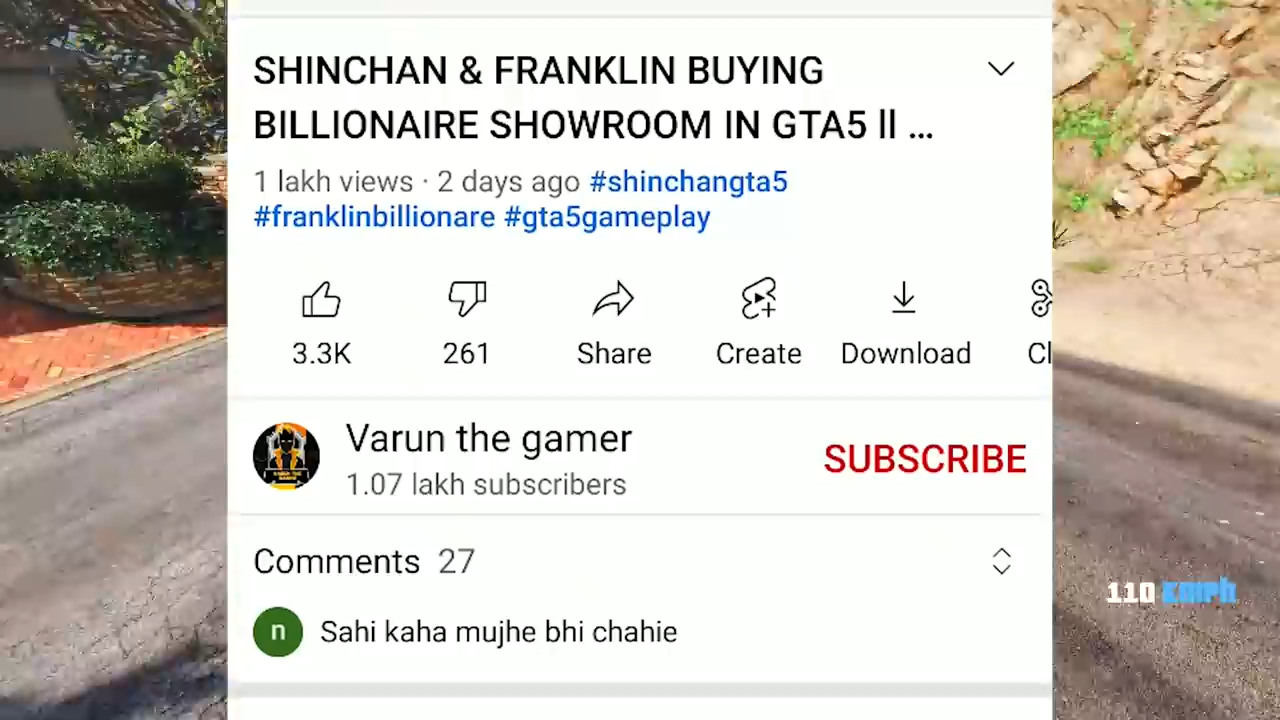 SHINCHAN & FRANKLIN BUYING
BILLIONAIRE SHOWROOM IN GTA5 ll ...
1 lakh views · 2 days ago #shinchangta5
#franklinbillionare #gta5gameplay
3.3K 261 Share Create Download Cl
Varun the gamer
1.07 lakh subscribers
SUBSCRIBE
Comments 27
n Sahi kaha mujhe bhi chahie
110 Kmph